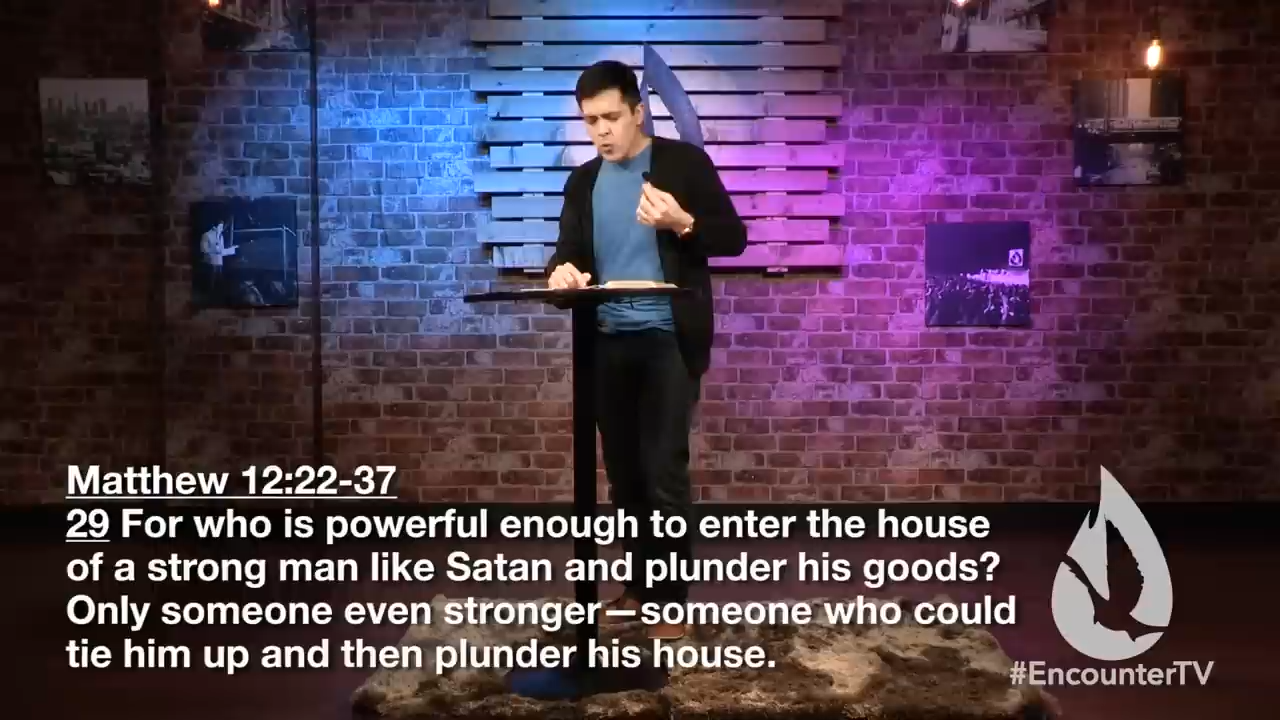 Matthew 12:22-37
29 For who is powerful enough to enter the house
of a strong man like Satan and plunder his goods?
Only someone even stronger—someone who could
tie him up and then plunder his house.
#EncounterTV